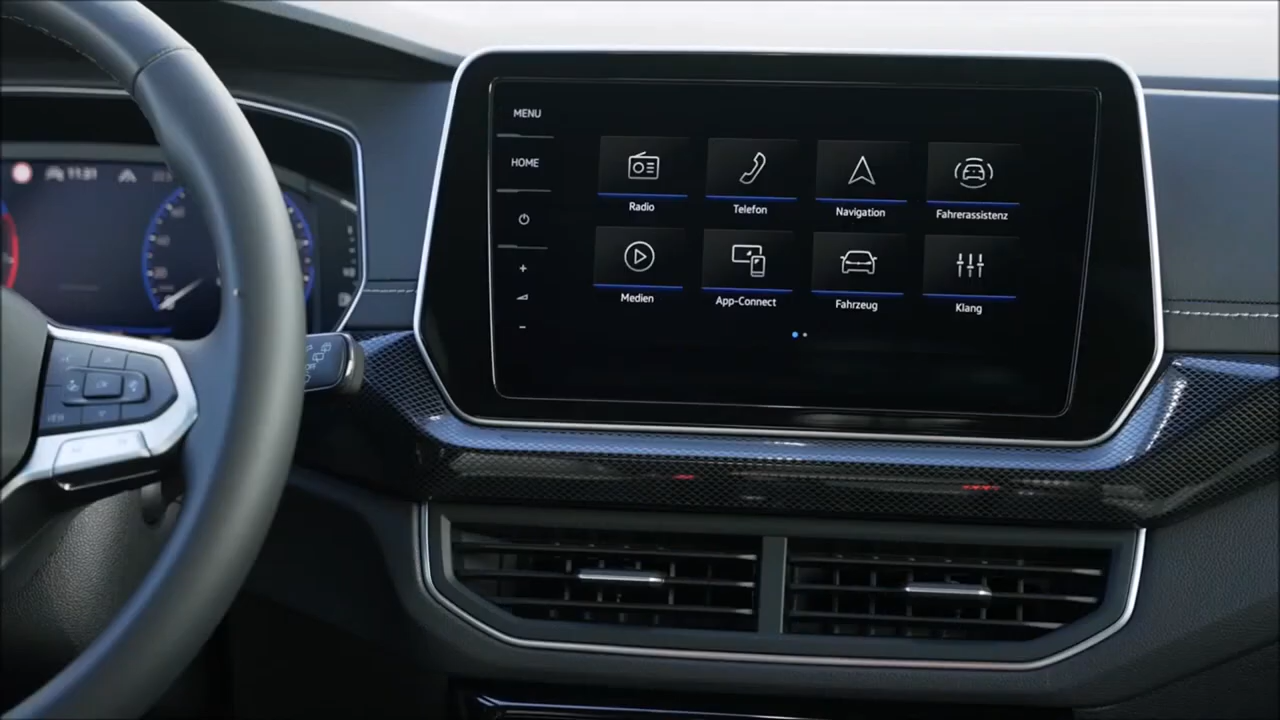 11:31
MENU
HOME
Radio
Telefon
Navigation
Fahrerassistenz
Medien
App-Connect
Fahrzeug
Klang